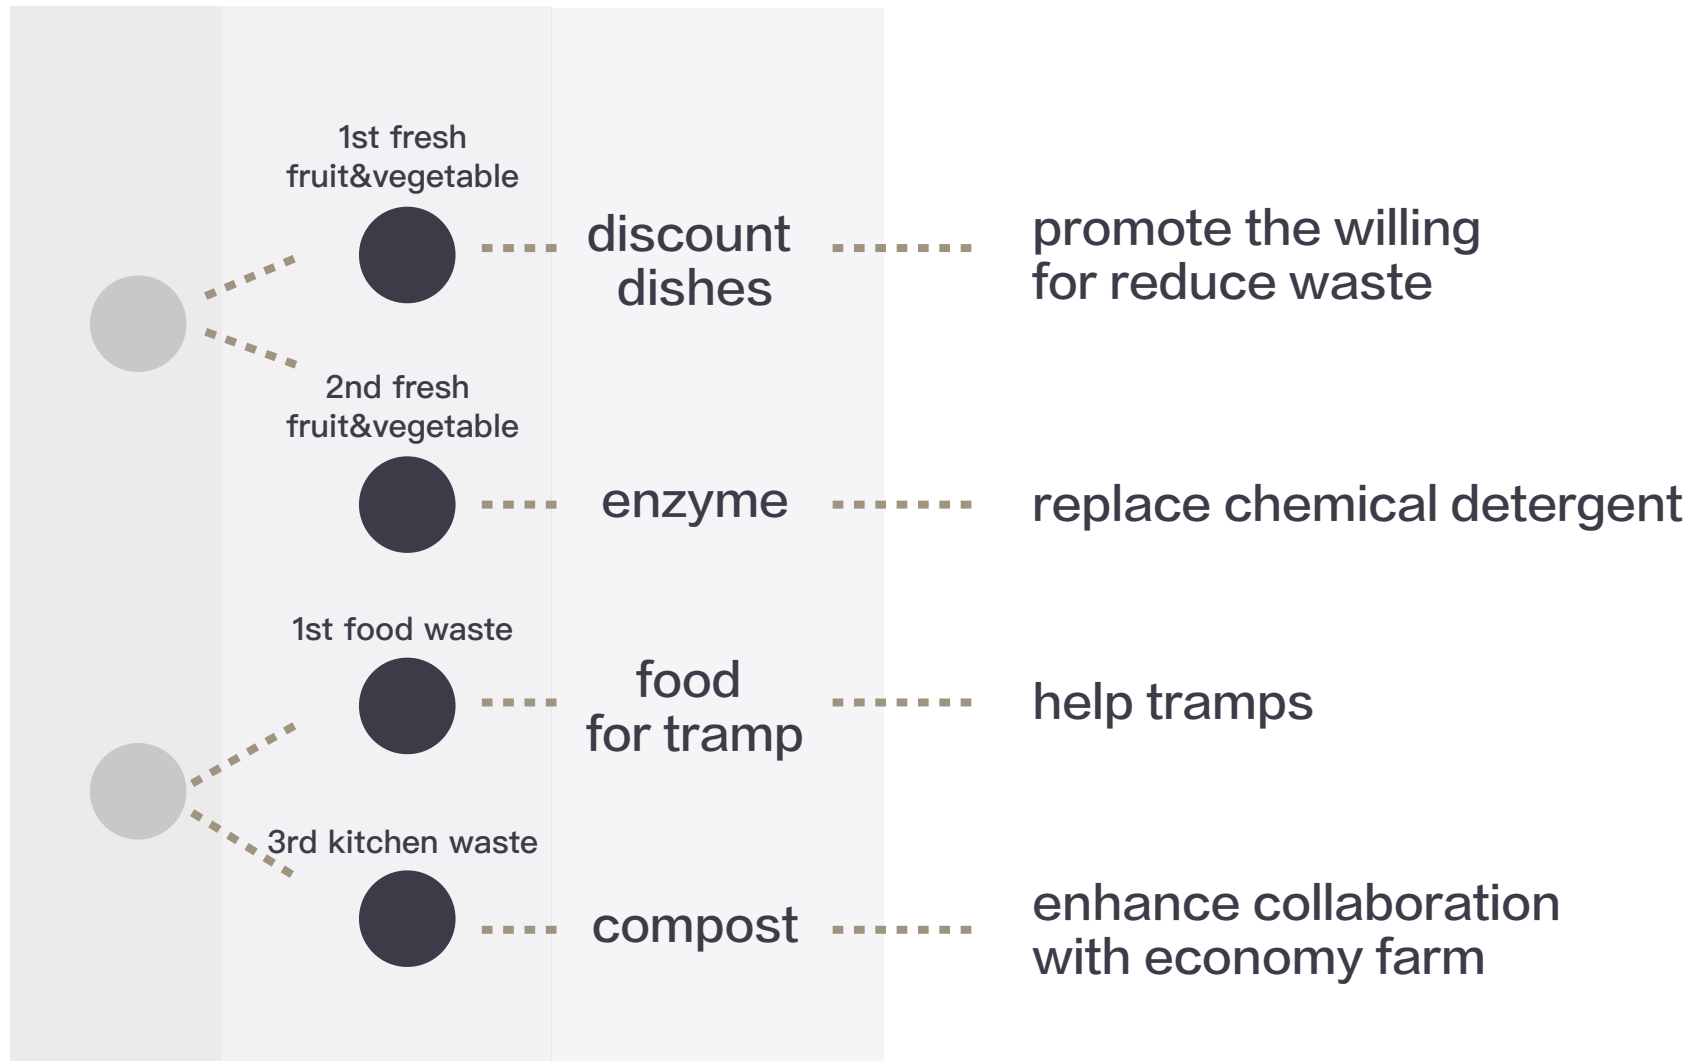 1st fresh
fruit&vegetable
discount
dishes
promote the willing
for reduce waste
2nd fresh
fruit&vegetable
enzyme
replace chemical detergent
1st food waste
food
for tramp
help tramps
3rd kitchen waste
compost
enhance collaboration
with economy farm